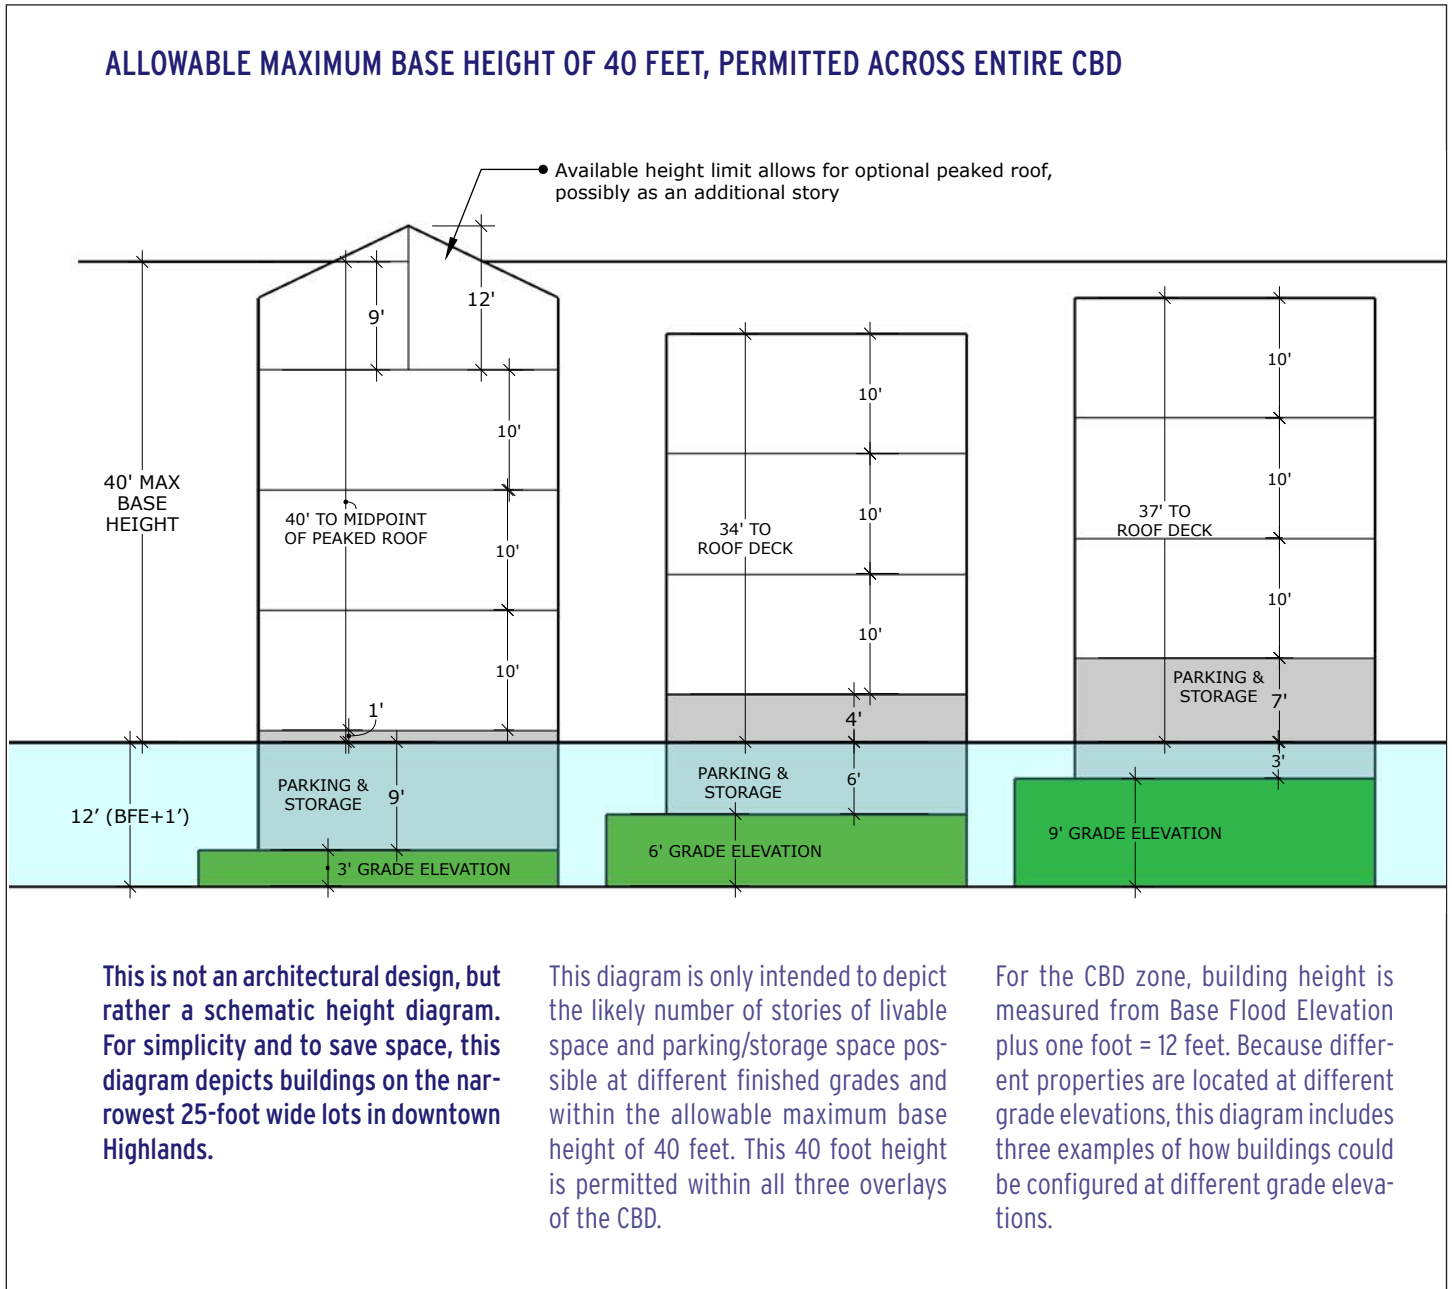 ALLOWABLE MAXIMUM BASE HEIGHT OF 40 FEET, PERMITTED ACROSS ENTIRE CBD
Available height limit allows for optional peaked roof,
possibly as an additional story
40' MAX
BASE
HEIGHT
12’ (BFE+1’)
9'
12'
10'
40' TO MIDPOINT
OF PEAKED ROOF
10'
10'
1'
PARKING &
STORAGE
9'
3' GRADE ELEVATION
10'
34' TO
ROOF DECK
10'
10'
4'
PARKING &
STORAGE
6'
6' GRADE ELEVATION
10'
37' TO
ROOF DECK
10'
10'
PARKING &
STORAGE
7'
3'
9' GRADE ELEVATION
This is not an architectural design, but
rather a schematic height diagram.
For simplicity and to save space, this
diagram depicts buildings on the nar-
rowest 25-foot wide lots in downtown
Highlands.
This diagram is only intended to depict
the likely number of stories of livable
space and parking/storage space pos-
sible at different finished grades and
within the allowable maximum base
height of 40 feet. This 40 foot height
is permitted within all three overlays
of the CBD.
For the CBD zone, building height is
measured from Base Flood Elevation
plus one foot = 12 feet. Because differ-
ent properties are located at different
grade elevations, this diagram includes
three examples of how buildings could
be configured at different grade eleva-
tions.